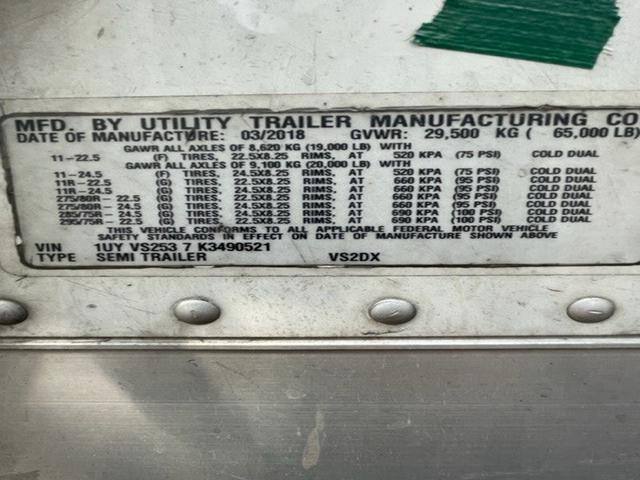 MFD. BY UTILITY TRAILER MANUFACTURING CO
DATE OF MANUFACTURE: 03/2018 GVWR: 29,500 KG ( 65,000 LB)
GAWR ALL AXLES OF 8,620 KG (19,000 LB) WITH
11-22.5 (F) TIRES, 22.5X8.25 RIMS, AT 520 KPA (75 PSI) COLD DUAL
GAWR ALL AXLES OF 9,100 KG (20,000 LB) WITH
11-24.5 (F) TIRES, 24.5X8.25 RIMS, AT 520 KPA (75 PSI) COLD DUAL
11R-22.5 (G) TIRES, 22.5X8.25 RIMS, AT 660 KPA (95 PSI) COLD DUAL
11R-24.5 (G) TIRES, 24.5X8.25 RIMS, AT 660 KPA (95 PSI) COLD DUAL
275/80R-22.5 (G) TIRES, 22.5X8.25 RIMS, AT 660 KPA (95 PSI) COLD DUAL
275/80R-24.5 (G) TIRES, 24.5X8.25 RIMS, AT 660 KPA (95 PSI) COLD DUAL
285/75R-24.5 (G) TIRES, 24.5X8.25 RIMS, AT 690 KPA (100 PSI) COLD DUAL
295/75R-22.5 (G) TIRES, 22.5X8.25 RIMS, AT 690 KPA (100 PSI) COLD DUAL
THIS VEHICLE CONFORMS TO ALL APPLICABLE FEDERAL MOTOR VEHICLE
SAFETY STANDARDS IN EFFECT ON DATE OF MANUFACTURE SHOWN ABOVE
VIN 1UY VS253 7 K3490521
TYPE SEMI TRAILER VS2DX